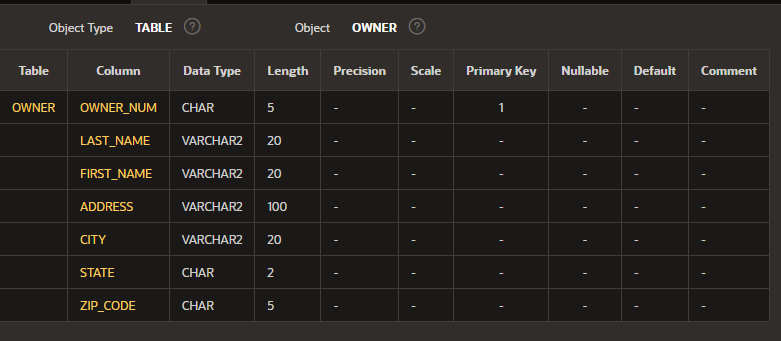 Object Type TABLE ? Object OWNER ?
Table Column Data Type Length Precision Scale Primary Key Nullable Default Comment
OWNER OWNER_NUM CHAR 5 - - 1 - - -
LAST_NAME VARCHAR2 20 - - - - - -
FIRST_NAME VARCHAR2 20 - - - - - -
ADDRESS VARCHAR2 100 - - - - - -
CITY VARCHAR2 20 - - - - - -
STATE CHAR 2 - - - - - -
ZIP_CODE CHAR 5 - - - - - -